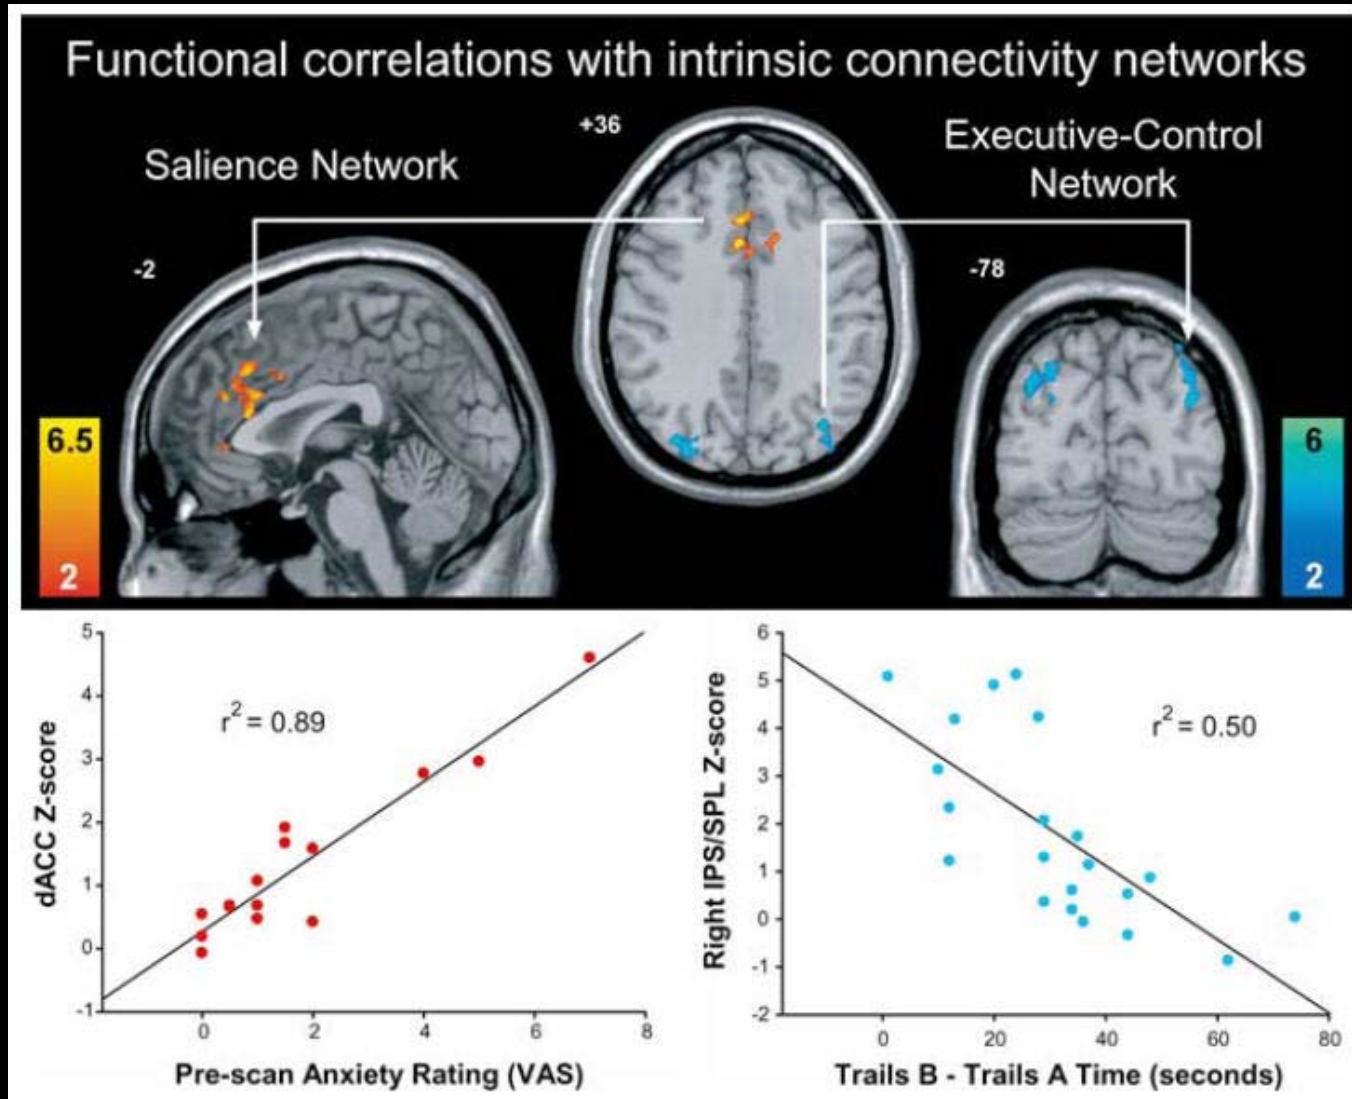 Functional correlations with intrinsic connectivity networks
+36
Executive-Control
Network
Salience Network
-2
-78
6.5
2
6
2
5
4
3
2
1
0
-1
r² = 0.89
dACC Z-score
0 2 4 6 8
Pre-scan Anxiety Rating (VAS)
6
5
4
3
2
1
0
-1
-2
r² = 0.50
Right IPS/SPL Z-score
0 20 40 60 80
Trails B - Trails A Time (seconds)